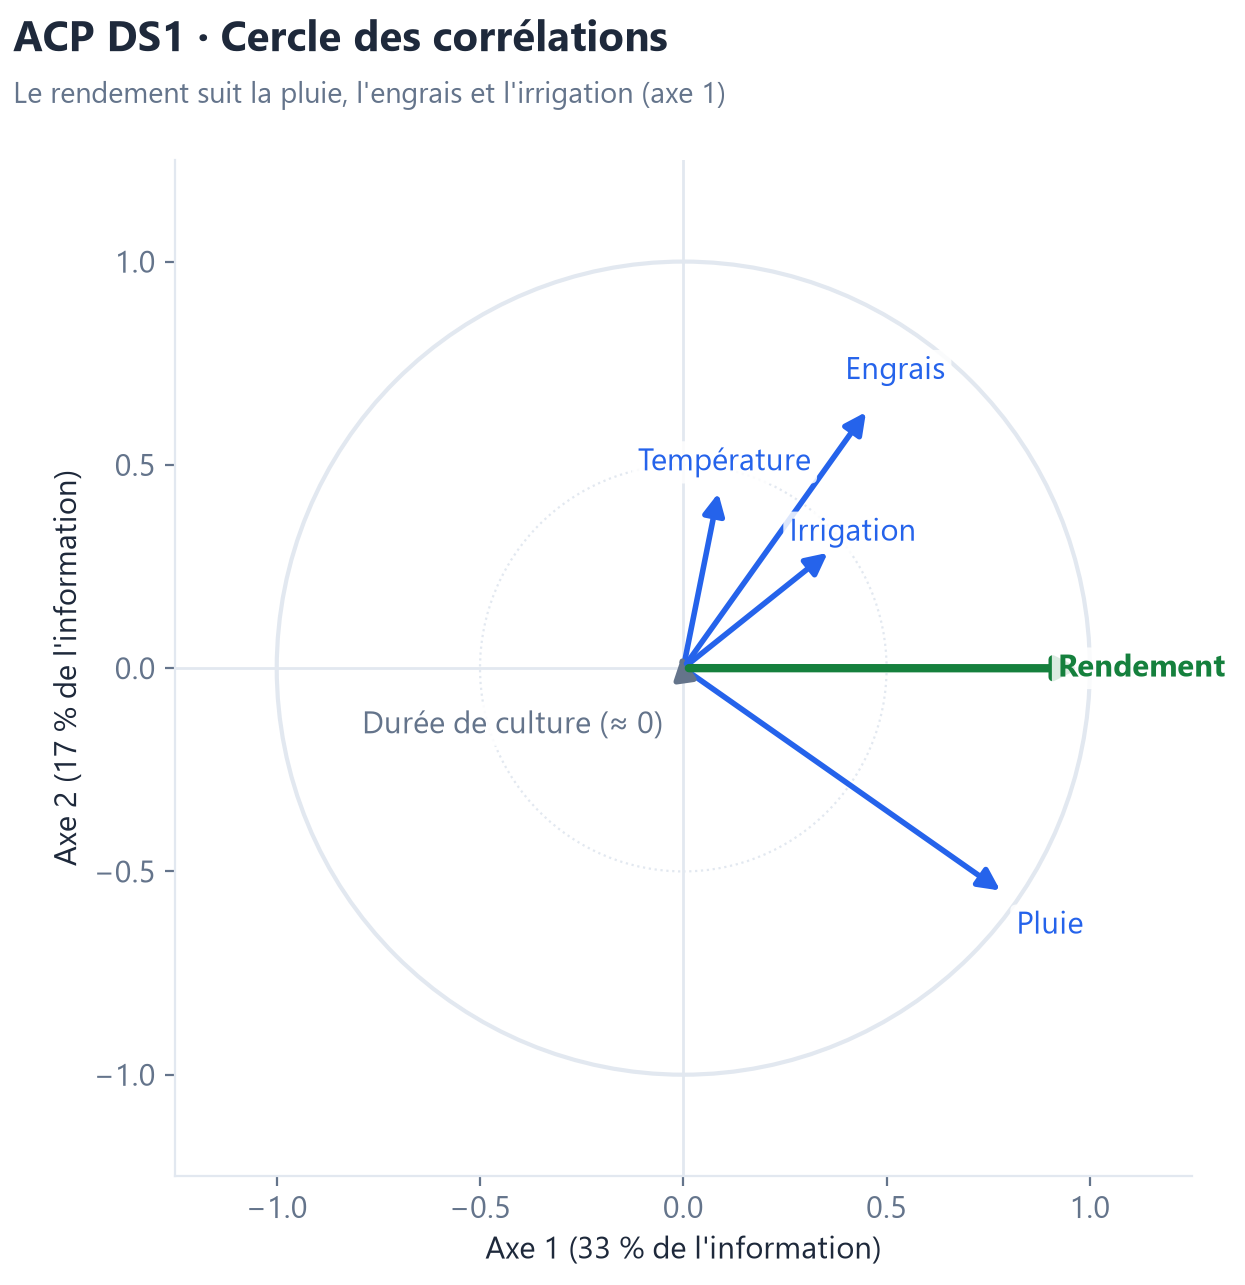 ACP DS1 · Cercle des corrélations
Le rendement suit la pluie, l'engrais et l'irrigation (axe 1)
1.0
Engrais
0.5
Température
Irrigation
0.0
Rendement
Durée de culture (≈ 0)
Axe 2 (17 % de l'information)
−0.5
Pluie
−1.0
−1.0 −0.5 0.0 0.5 1.0
Axe 1 (33 % de l'information)